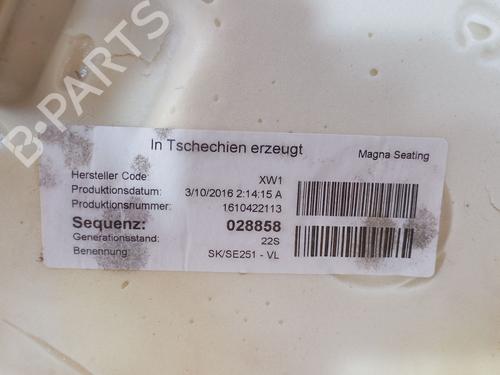 B-PARTS
In Tschechien erzeugt
Magna Seating
Hersteller Code: XW1
Produktionsdatum: 3/10/2016 2:14:15 A
Produktionsnummer: 1610422113
Sequenz: 028858
Generationsstand: 22S
Benennung: SK/SE251 - VL